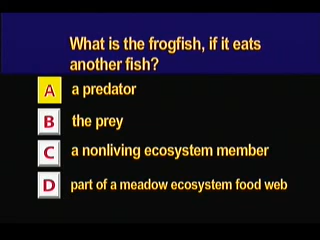 What is the frogfish, if it eats
another fish?
A a predator
B the prey
C a nonliving ecosystem member
D part of a meadow ecosystem food web